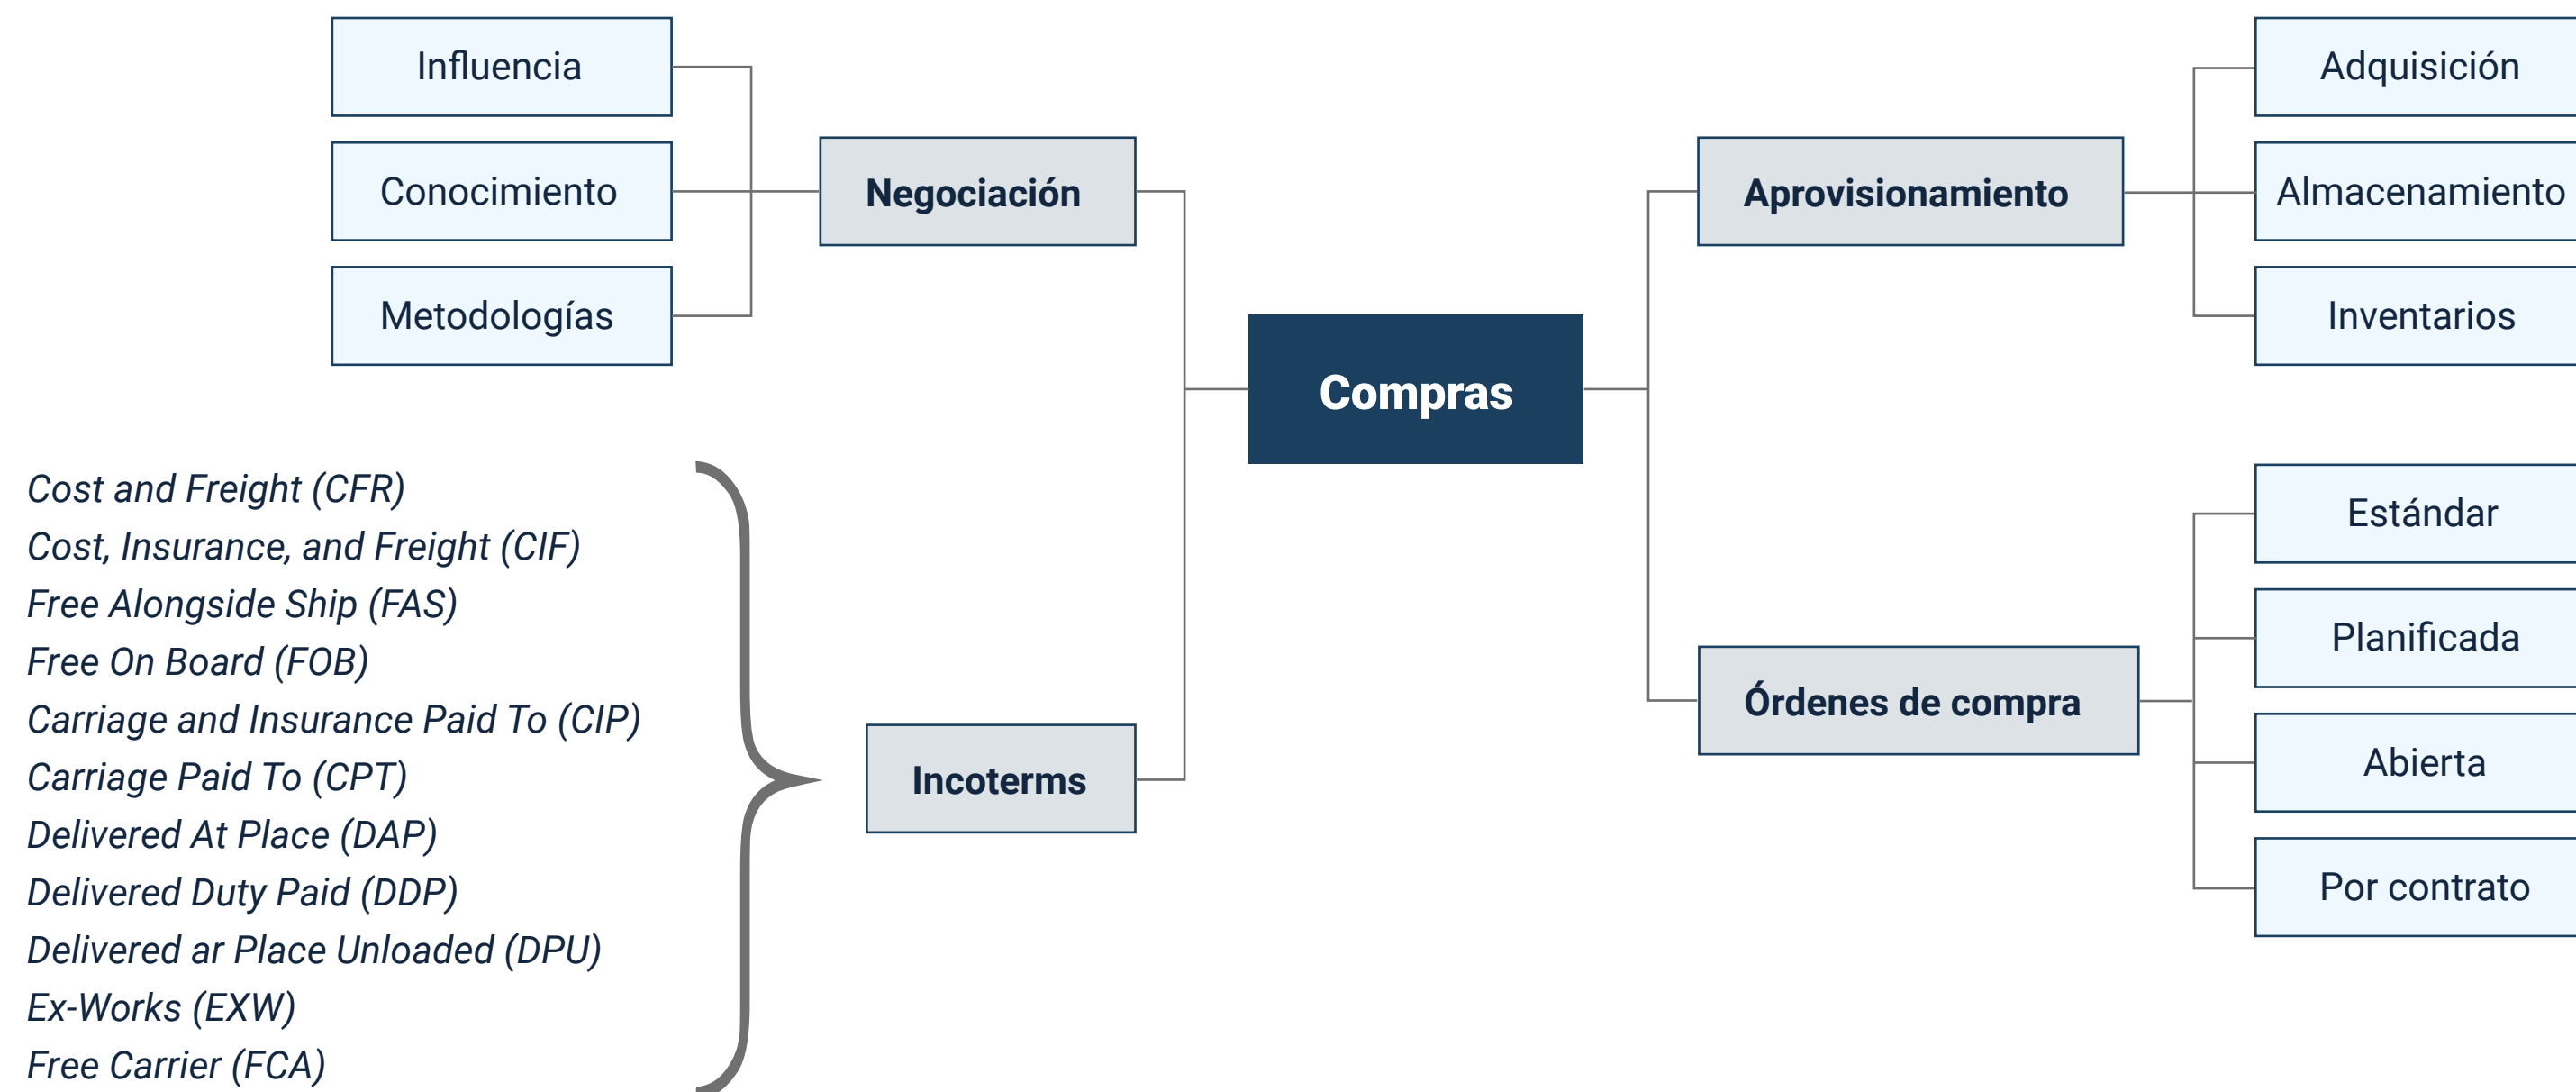 Influencia
Conocimiento
Metodologías
Negociación
Cost and Freight (CFR)
Cost, Insurance, and Freight (CIF)
Free Alongside Ship (FAS)
Free On Board (FOB)
Carriage and Insurance Paid To (CIP)
Carriage Paid To (CPT)
Delivered At Place (DAP)
Delivered Duty Paid (DDP)
Delivered ar Place Unloaded (DPU)
Ex-Works (EXW)
Free Carrier (FCA)
Incoterms
Compras
Aprovisionamiento
Adquisición
Almacenamiento
Inventarios
Órdenes de compra
Estándar
Planificada
Abierta
Por contrato